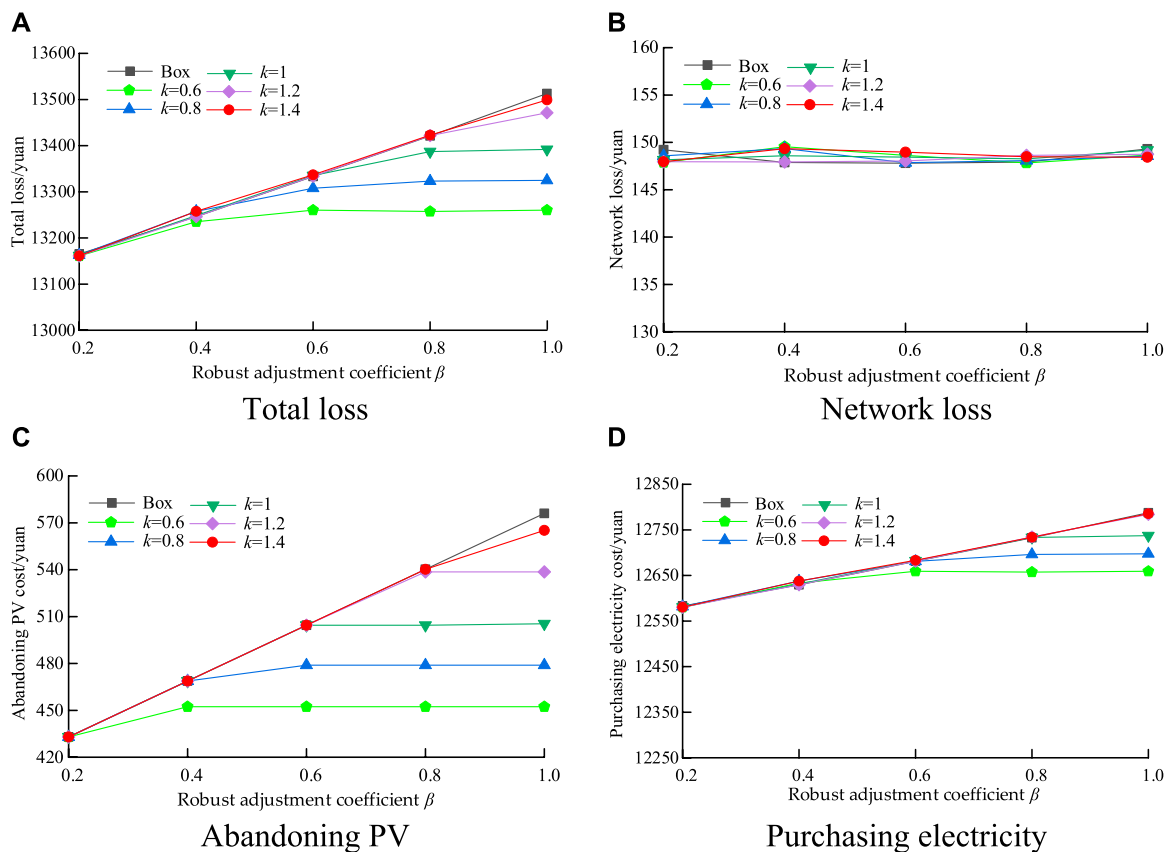 A
Total loss/yuan
13600
13500
13400
13300
13200
13100
13000
Box
k=0.6
k=0.8
k=1
k=1.2
k=1.4
0.2 0.4 0.6 0.8 1.0
Robust adjustment coefficient β
Total loss
B
Network loss/yuan
160
155
150
145
140
135
130
Box
k=0.6
k=0.8
k=1
k=1.2
k=1.4
0.2 0.4 0.6 0.8 1.0
Robust adjustment coefficient β
Network loss
C
Abandoning PV cost/yuan
600
570
540
510
480
450
420
Box
k=0.6
k=0.8
k=1
k=1.2
k=1.4
0.2 0.4 0.6 0.8 1.0
Robust adjustment coefficient β
Abandoning PV
D
Purchasing electricity cost/yuan
12850
12750
12650
12550
12450
12350
12250
Box
k=0.6
k=0.8
k=1
k=1.2
k=1.4
0.2 0.4 0.6 0.8 1.0
Robust adjustment coefficient β
Purchasing electricity